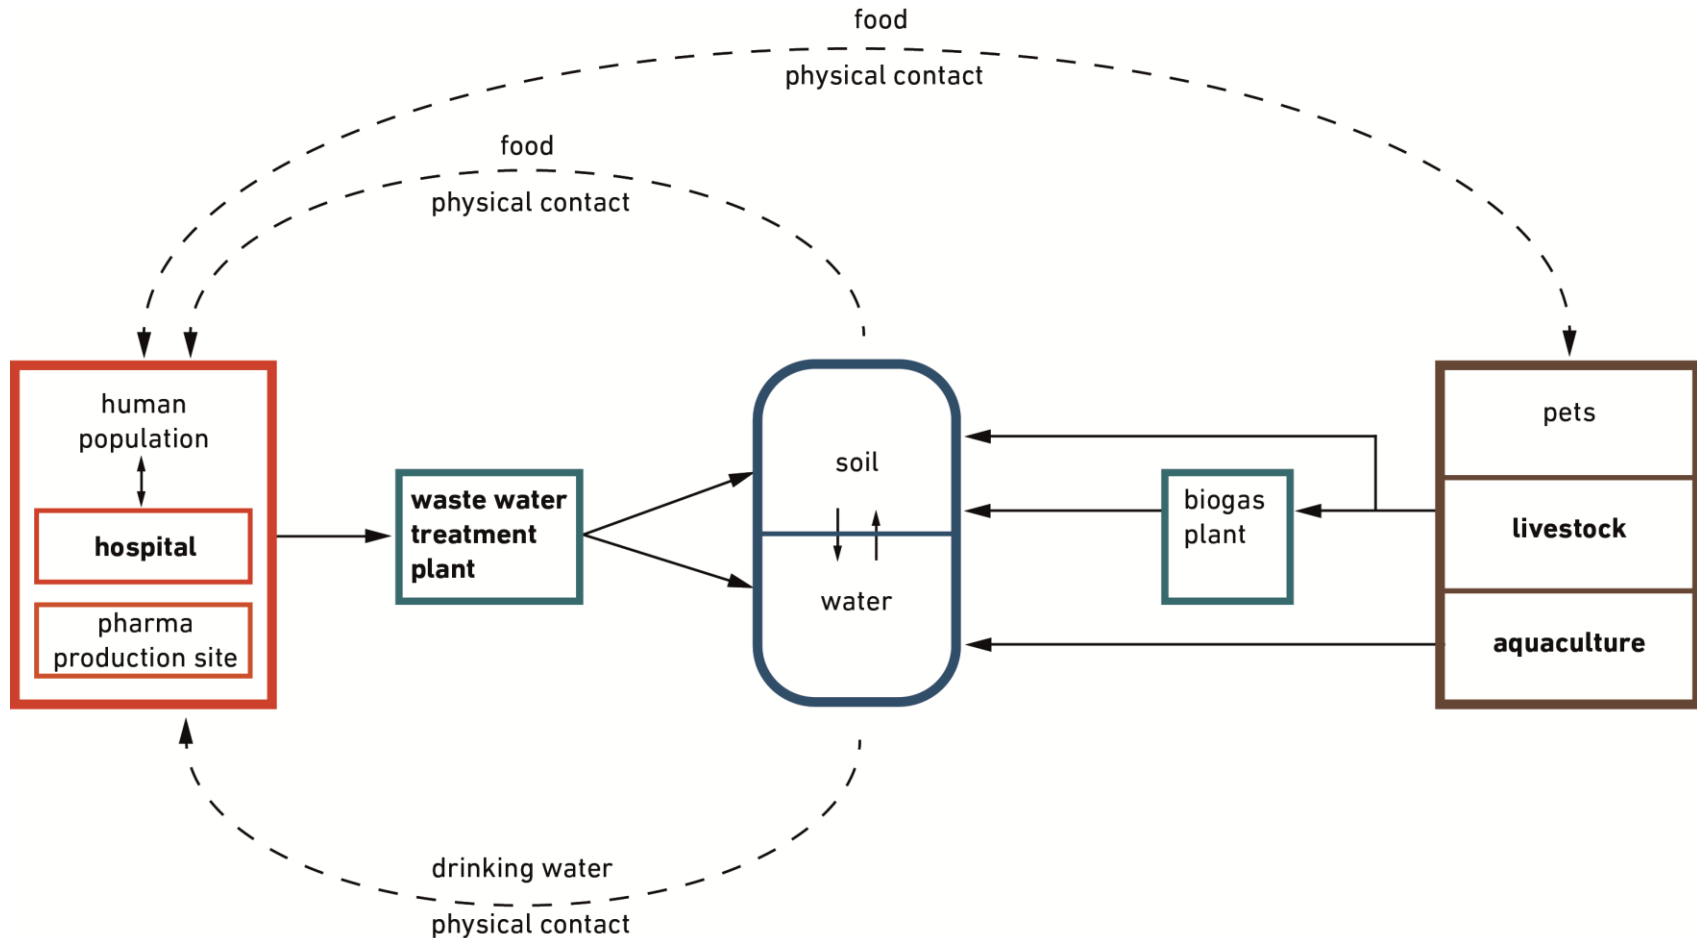 food
physical contact
food
physical contact
human
population
hospital
pharma
production site
waste water
treatment
plant
soil
water
biogas
plant
pets
livestock
aquaculture
drinking water
physical contact